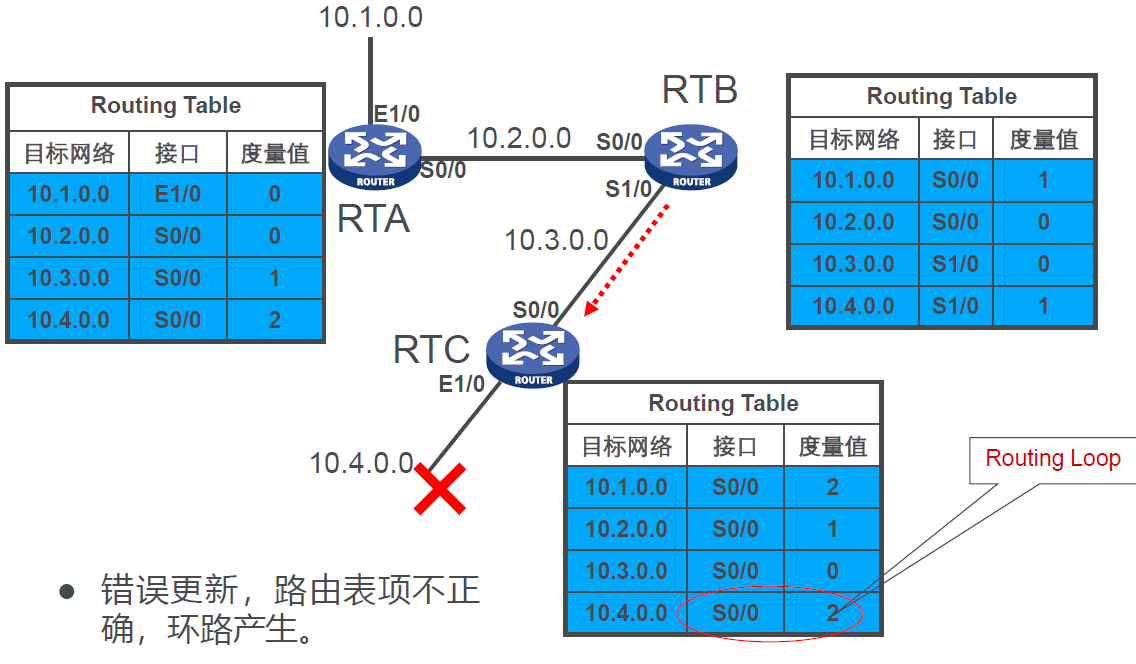 10.1.0.0
Routing Table
目标网络 接口 度量值
10.1.0.0 E1/0 0
10.2.0.0 S0/0 0
10.3.0.0 S0/0 1
10.4.0.0 S0/0 2
E1/0
ROUTER
S0/0
RTA
10.2.0.0
RTB
S0/0
ROUTER
S1/0
Routing Table
目标网络 接口 度量值
10.1.0.0 S0/0 1
10.2.0.0 S0/0 0
10.3.0.0 S1/0 0
10.4.0.0 S1/0 1
10.3.0.0
S0/0
RTC
ROUTER
E1/0
10.4.0.0
Routing Table
目标网络 接口 度量值
10.1.0.0 S0/0 2
10.2.0.0 S0/0 1
10.3.0.0 S0/0 0
10.4.0.0 S0/0 2
Routing Loop
● 错误更新，路由表项不正
确，环路产生。